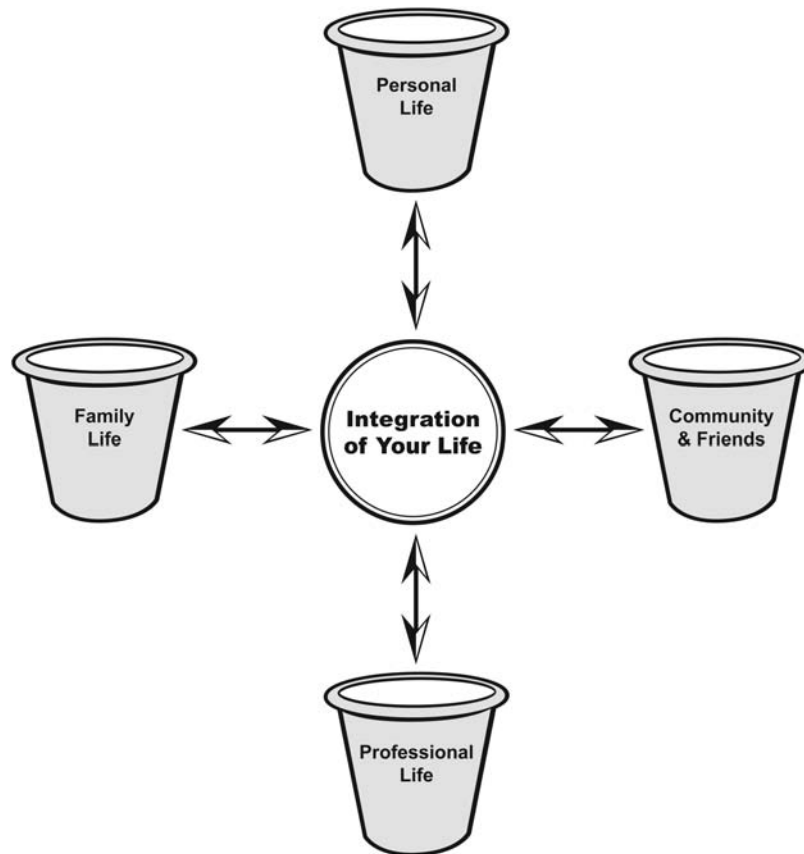 Personal
Life
Family
Life
Integration
of Your Life
Community
& Friends
Professional
Life